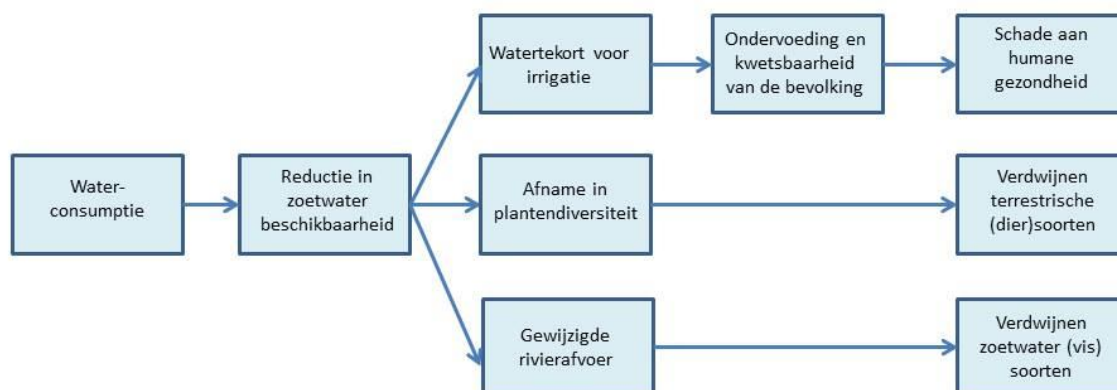 Watertekort voor
irrigatie
Ondervoeding en
kwetsbaarheid
van de bevolking
Schade aan
humane
gezondheid
Water-
consumptie
Reductie in
zoetwater
beschikbaarheid
Afname in
plantendiversiteit
Verdwijnen
terrestrische
(dier)soorten
Gewijzigde
rivierafvoer
Verdwijnen
zoetwater (vis)
soorten